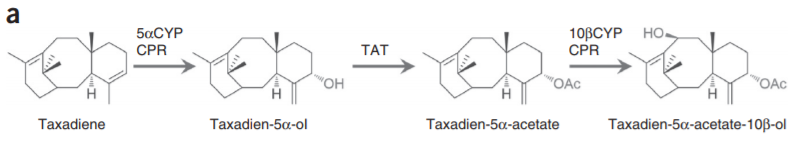 a
5αCYP
CPR
TAT
10βCYP
CPR
H
H
OH
H
OAc
HO
H
OAc
Taxadiene
Taxadien-5α-ol
Taxadien-5α-acetate
Taxadien-5α-acetate-10β-ol